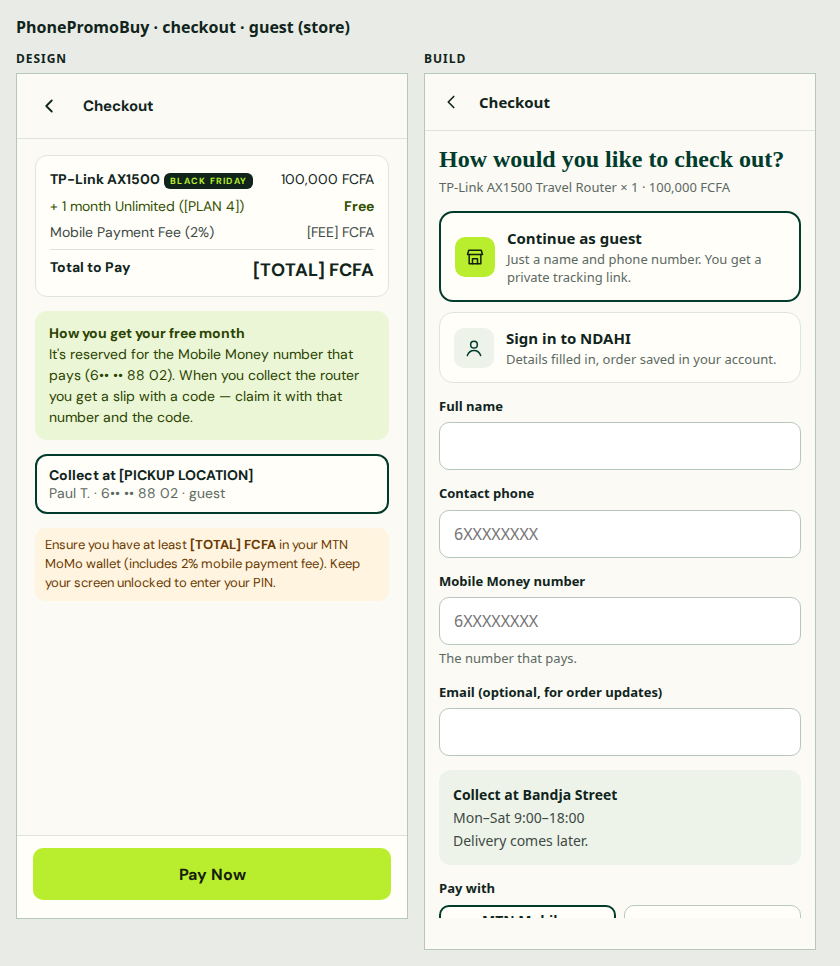 PhonePromoBuy · checkout · guest (store)
DESIGN
Checkout
TP-Link AX1500 BLACK FRIDAY 100,000 FCFA
+ 1 month Unlimited ([PLAN 4]) Free
Mobile Payment Fee (2%) [FEE] FCFA
Total to Pay [TOTAL] FCFA
How you get your free month
It's reserved for the Mobile Money number that
pays (6•• •• 88 02). When you collect the router
you get a slip with a code — claim it with that
number and the code.
Collect at [PICKUP LOCATION]
Paul T. · 6•• •• 88 02 · guest
Ensure you have at least [TOTAL] FCFA in your MTN
MoMo wallet (includes 2% mobile payment fee). Keep
your screen unlocked to enter your PIN.
Pay Now
BUILD
Checkout
How would you like to check out?
TP-Link AX1500 Travel Router × 1 · 100,000 FCFA
Continue as guest
Just a name and phone number. You get a
private tracking link.
Sign in to NDAHI
Details filled in, order saved in your account.
Full name
Contact phone
6XXXXXXXX
Mobile Money number
6XXXXXXXX
The number that pays.
Email (optional, for order updates)
Collect at Bandja Street
Mon–Sat 9:00–18:00
Delivery comes later.
Pay with